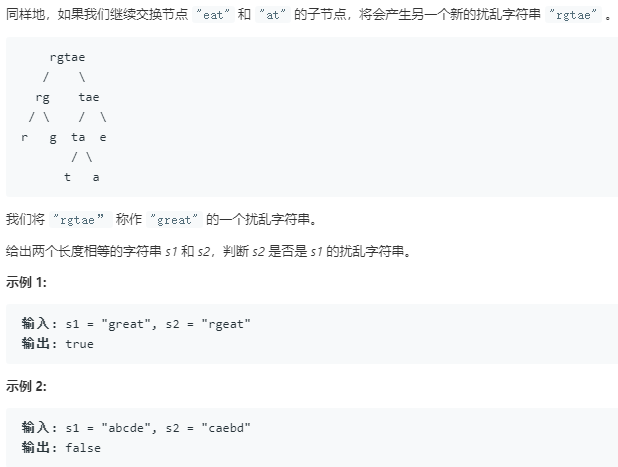 同样地，如果我们继续交换节点 "eat" 和 "at" 的子节点，将会产生另一个新的扰乱字符串 "rgtae" 。
rgtae
/ \
rg tae
/ \ / \
r g ta e
/ \
t a
我们将 "rgtae” 称作 "great" 的一个扰乱字符串。
给出两个长度相等的字符串 s1 和 s2，判断 s2 是否是 s1 的扰乱字符串。
示例 1:
输入: s1 = "great", s2 = "rgeat"
输出: true
示例 2:
输入: s1 = "abcde", s2 = "caebd"
输出: false